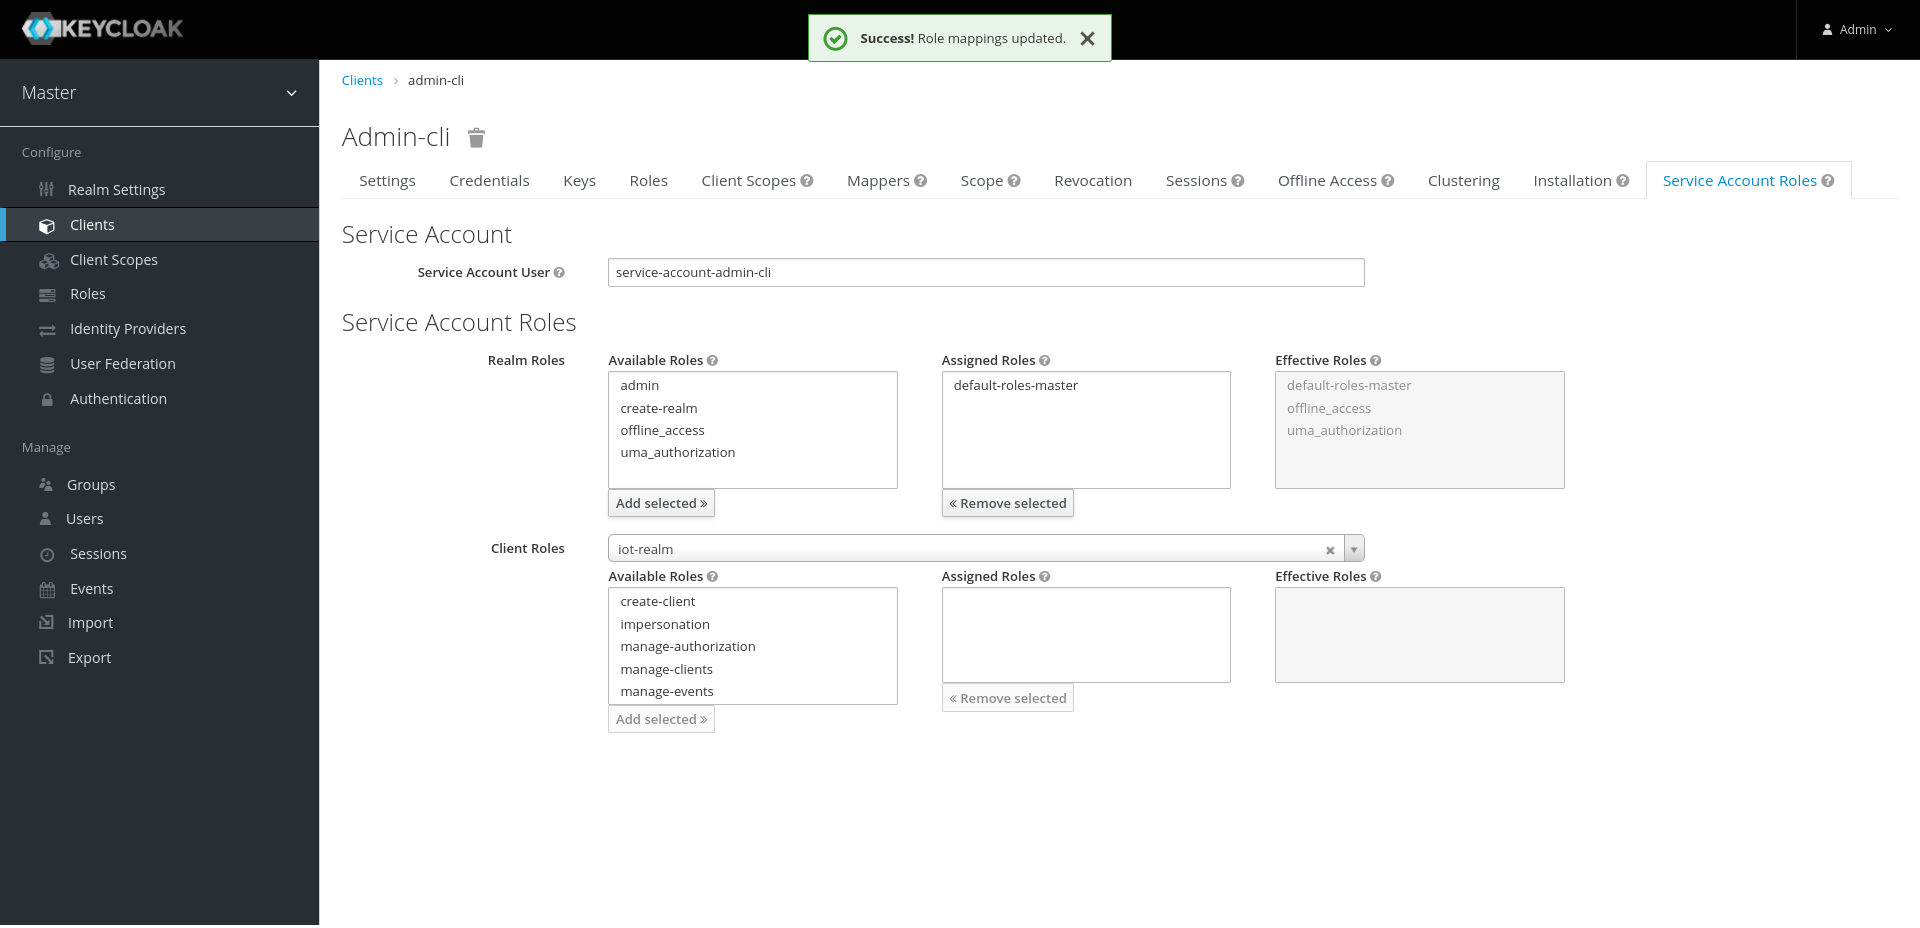 KEYCLOAK
Success! Role mappings updated.
Admin
Master
Configure
Realm Settings
Clients
Client Scopes
Roles
Identity Providers
User Federation
Authentication
Manage
Groups
Users
Sessions
Events
Import
Export
Clients › admin-cli
Admin-cli
Settings Credentials Keys Roles Client Scopes Mappers Scope Revocation Sessions Offline Access Clustering Installation Service Account Roles
Service Account
Service Account User service-account-admin-cli
Service Account Roles
Realm Roles Available Roles Assigned Roles Effective Roles
admin default-roles-master default-roles-master
create-realm offline_access
offline_access uma_authorization
uma_authorization
Add selected » « Remove selected
Client Roles iot-realm
Available Roles Assigned Roles Effective Roles
create-client
impersonation
manage-authorization
manage-clients
manage-events
« Remove selected
Add selected »